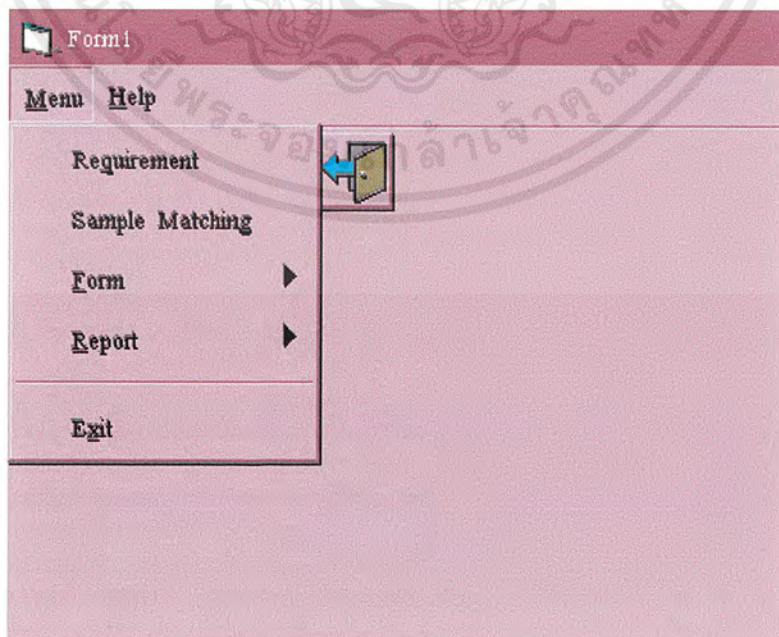 Form1
Menu Help
Requirement
Sample Matching
Form
Report
Exit